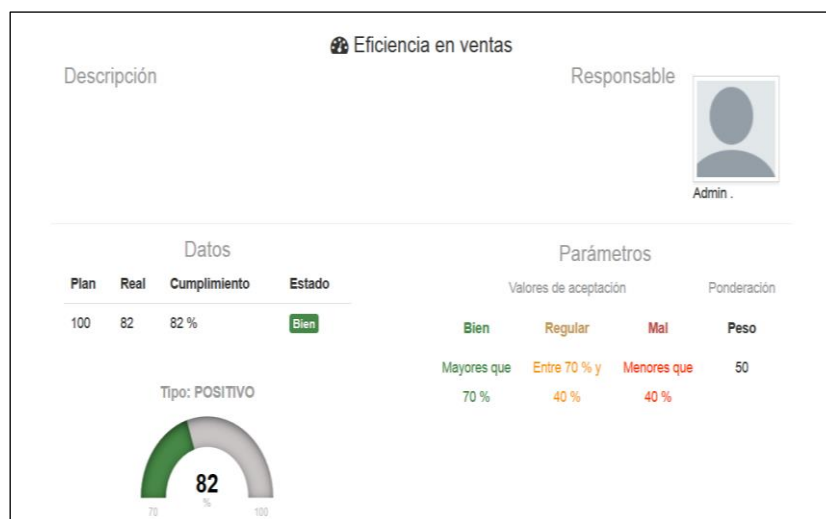 Eficiencia en ventas
Descripción
Responsable
Admin .
Datos
Plan Real Cumplimiento Estado
100 82 82 % Bien
Tipo: POSITIVO
82
%
70 100
Parámetros
Valores de aceptación Ponderación
Bien Regular Mal Peso
Mayores que Entre 70 % y Menores que 50
70 % 40 % 40 %